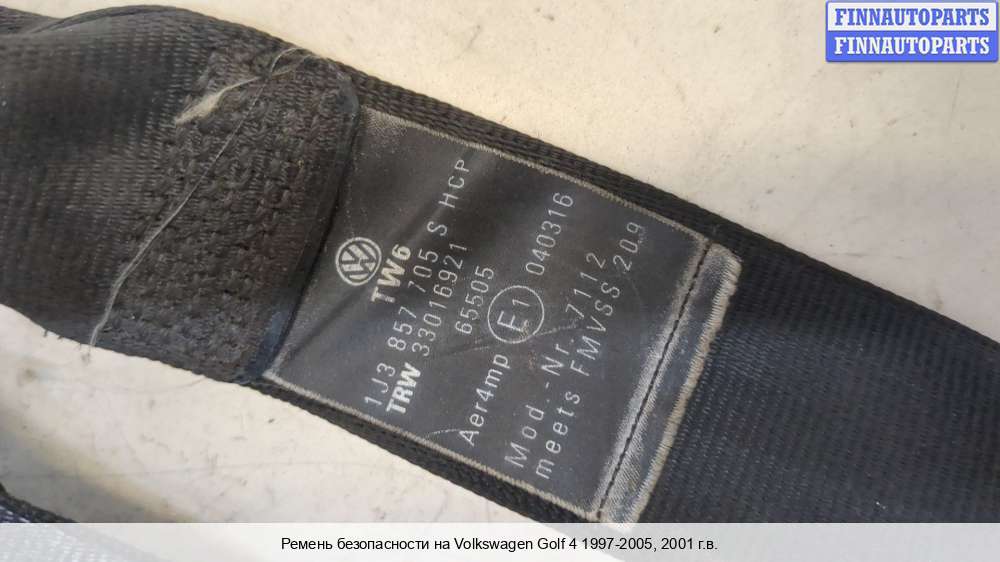 FINNAUTOPARTS
FINNAUTOPARTS
TW6
1J3 857 705 S HCP
TRW 33016921
65505
Aer4mp E1 040316
Mod.-Nr. 7112
meets FMVSS 209
Ремень безопасности на Volkswagen Golf 4 1997-2005, 2001 г.в.